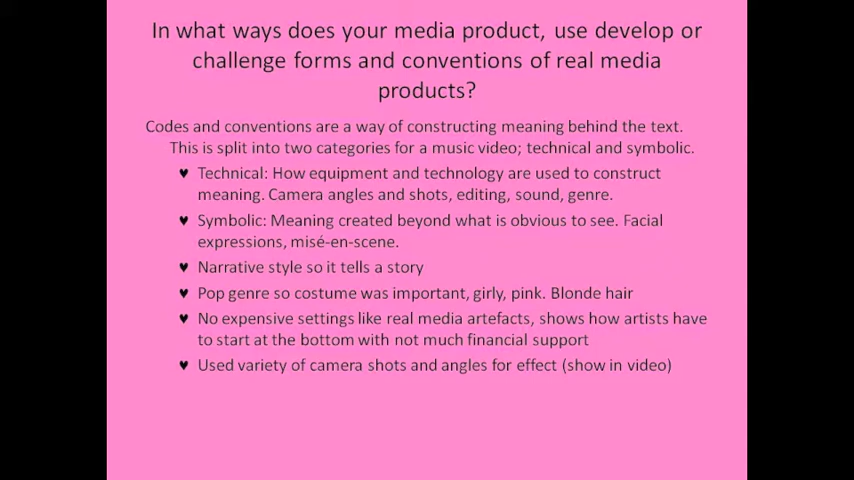 In what ways does your media product, use develop or
challenge forms and conventions of real media
products?
Codes and conventions are a way of constructing meaning behind the text.
This is split into two categories for a music video; technical and symbolic.
♥ Technical: How equipment and technology are used to construct
meaning. Camera angles and shots, editing, sound, genre.
♥ Symbolic: Meaning created beyond what is obvious to see. Facial
expressions, misé-en-scene.
♥ Narrative style so it tells a story
♥ Pop genre so costume was important, girly, pink. Blonde hair
♥ No expensive settings like real media artefacts, shows how artists have
to start at the bottom with not much financial support
♥ Used variety of camera shots and angles for effect (show in video)